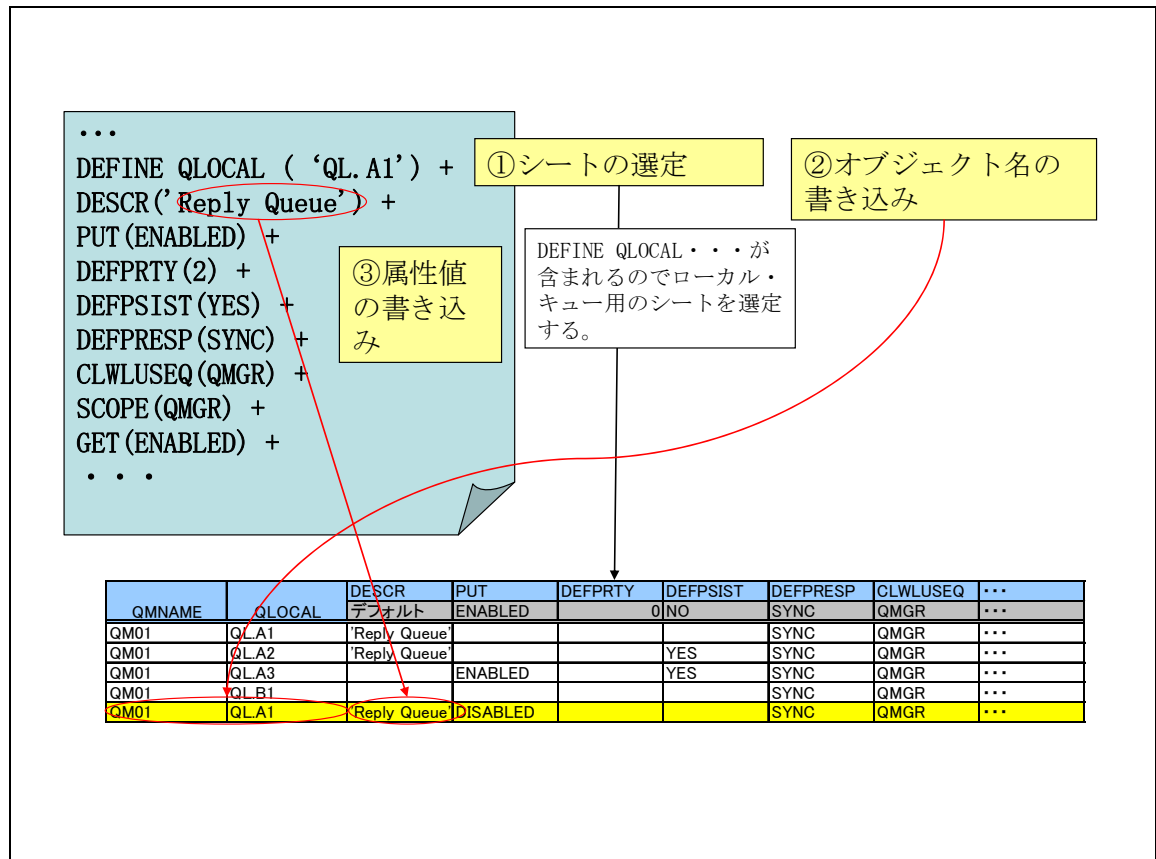 ･･･
DEFINE QLOCAL ( ‘QL.A1’) +
DESCR(’Reply Queue’) +
PUT(ENABLED) +
DEFPRTY(2) +
DEFPSIST(YES) +
DEFPRESP(SYNC) +
CLWLUSEQ(QMGR) +
SCOPE(QMGR) +
GET(ENABLED) +
・・・
①シートの選定
②オブジェクト名の
書き込み
③属性値
の書き込
み
DEFINE QLOCAL・・・が
含まれるのでローカル・
キュー用のシートを選定
する。
QMNAME QLOCAL DESCR PUT DEFPRTY DEFPSIST DEFPRESP CLWLUSEQ ･･･
デフォルト ENABLED 0 NO SYNC QMGR ･･･
QM01 QL.A1 'Reply Queue' SYNC QMGR ･･･
QM01 QL.A2 'Reply Queue' YES SYNC QMGR ･･･
QM01 QL.A3 ENABLED YES SYNC QMGR ･･･
QM01 QL.B1 SYNC QMGR ･･･
QM01 QL.A1 'Reply Queue' DISABLED SYNC QMGR ･･･